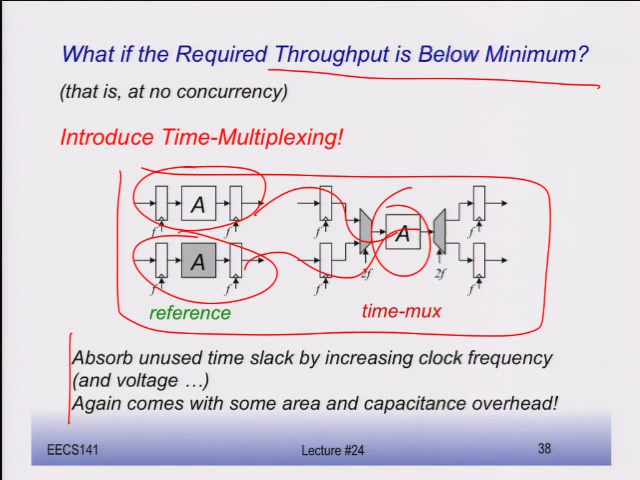 What if the Required Throughput is Below Minimum?
(that is, at no concurrency)
Introduce Time-Multiplexing!
A
A
A
f
f
f
f
f
f
f
f
2f
2f
reference
time-mux
Absorb unused time slack by increasing clock frequency
(and voltage …)
Again comes with some area and capacitance overhead!
EECS141
Lecture #24
38